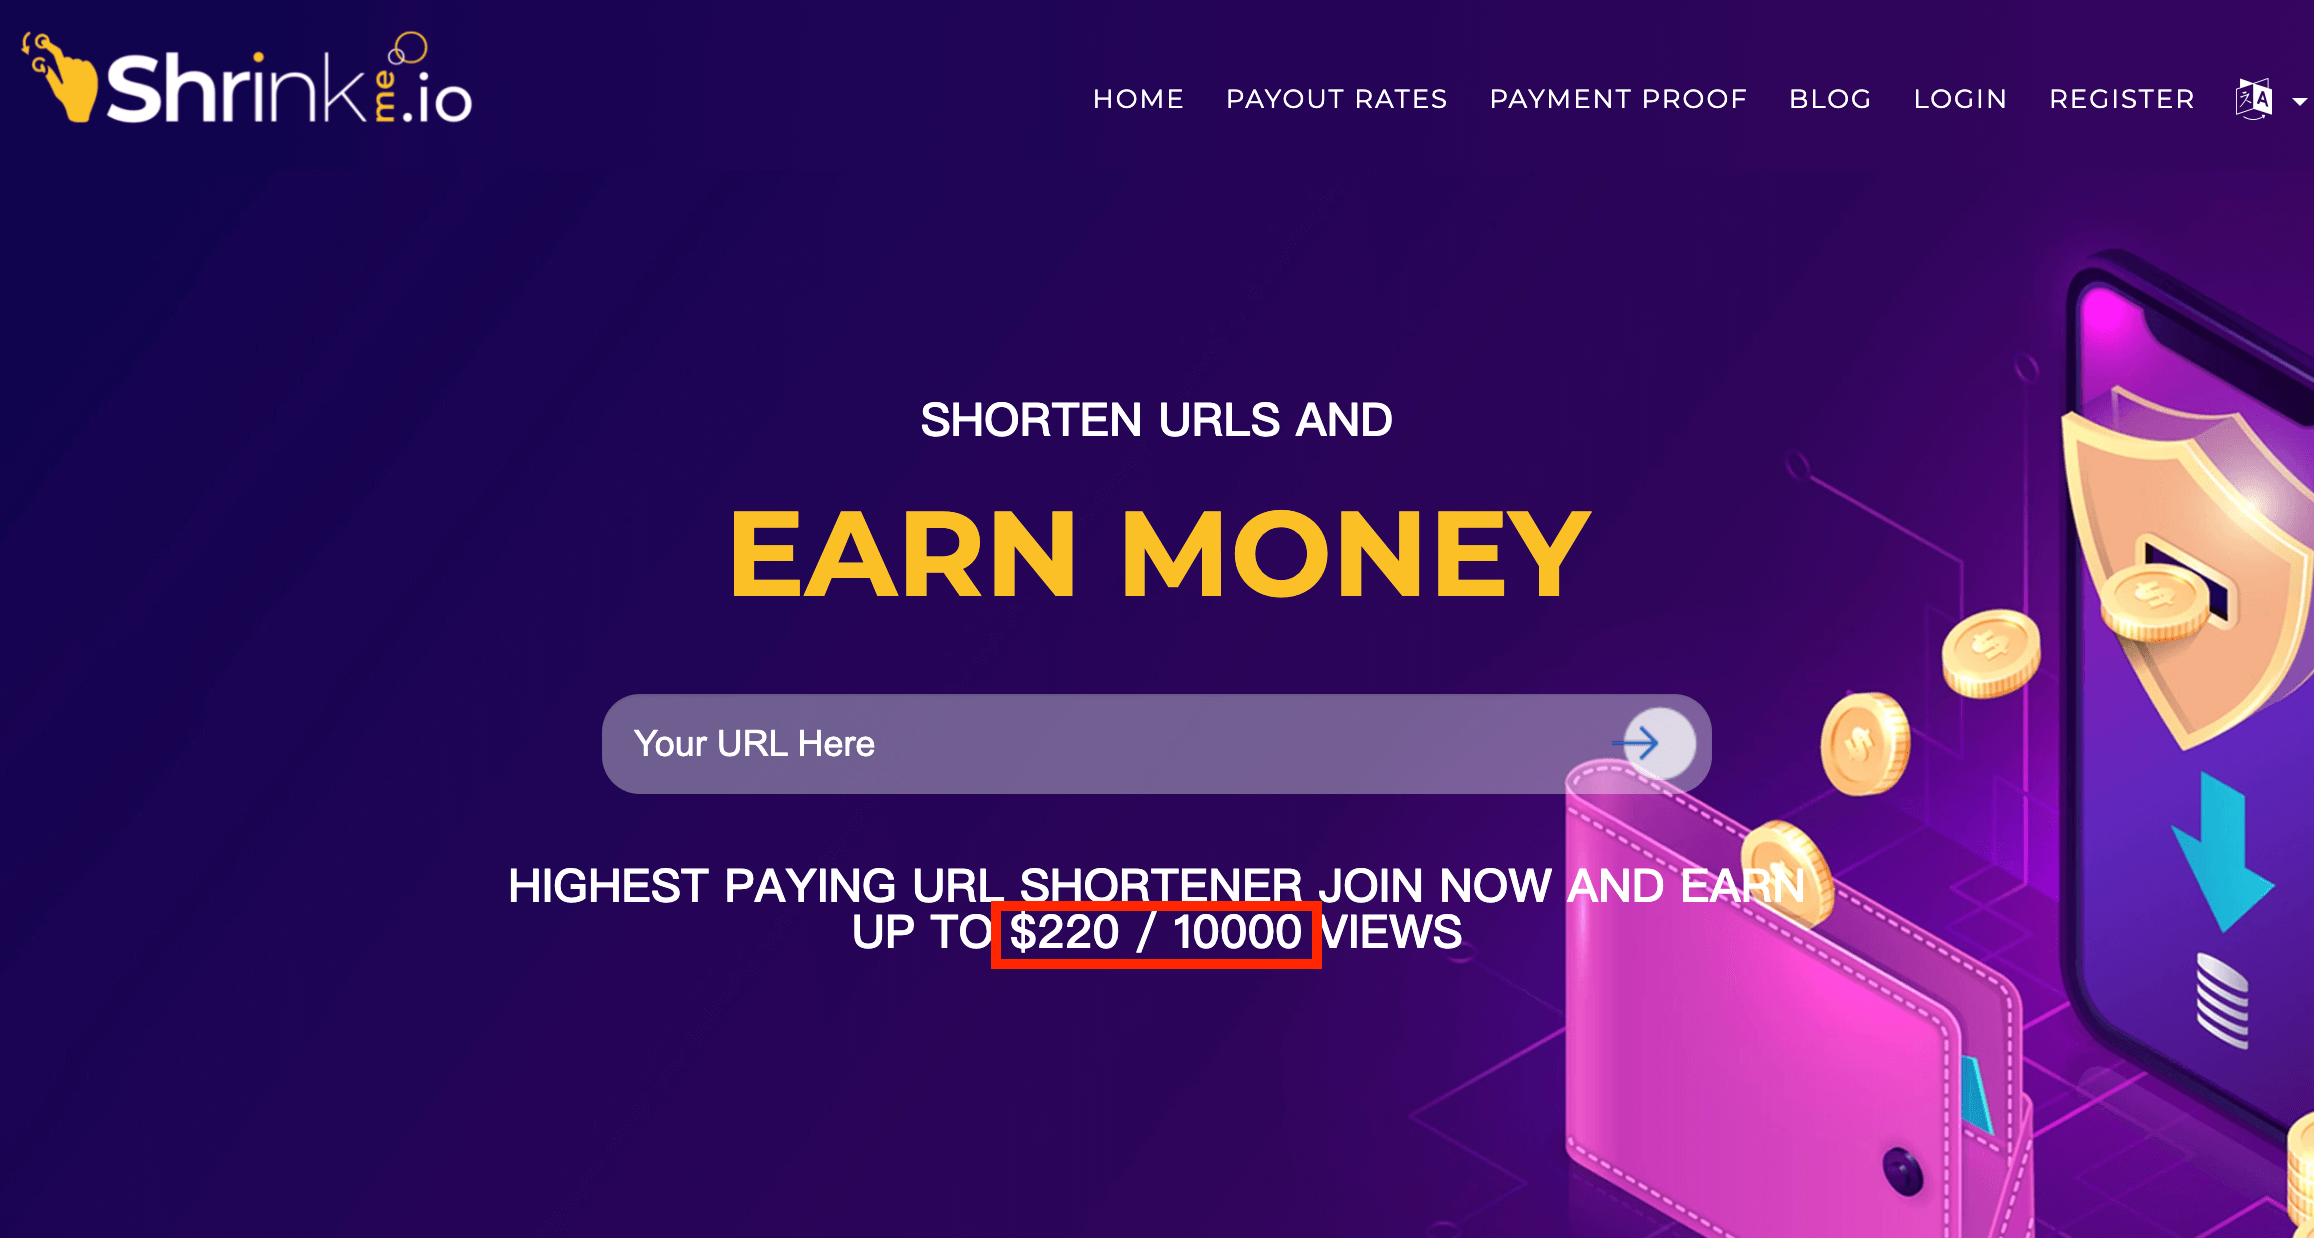 Shrinkme.io
HOME PAYOUT RATES PAYMENT PROOF BLOG LOGIN REGISTER
SHORTEN URLS AND
EARN MONEY
Your URL Here
HIGHEST PAYING URL SHORTENER JOIN NOW AND EARN
UP TO $220 / 10000 VIEWS